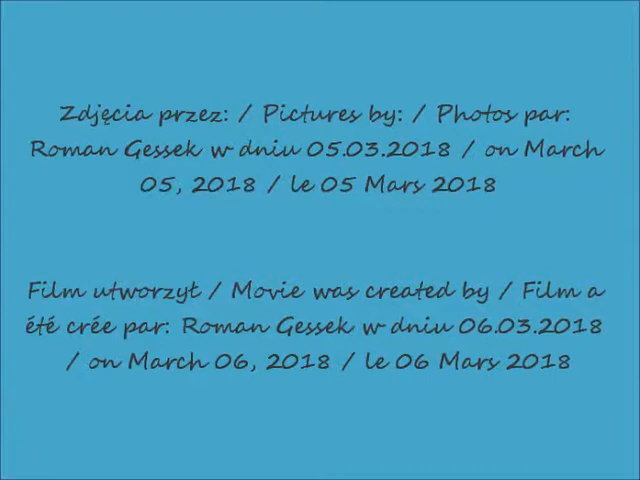 Zdjęcia przez: / Pictures by: / Photos par:
Roman Gessek w dniu 05.03.2018 / on March
05, 2018 / le 05 Mars 2018
Film utworzył / Movie was created by / Film a
été crée par: Roman Gessek w dniu 06.03.2018
/ on March 06, 2018 / le 06 Mars 2018